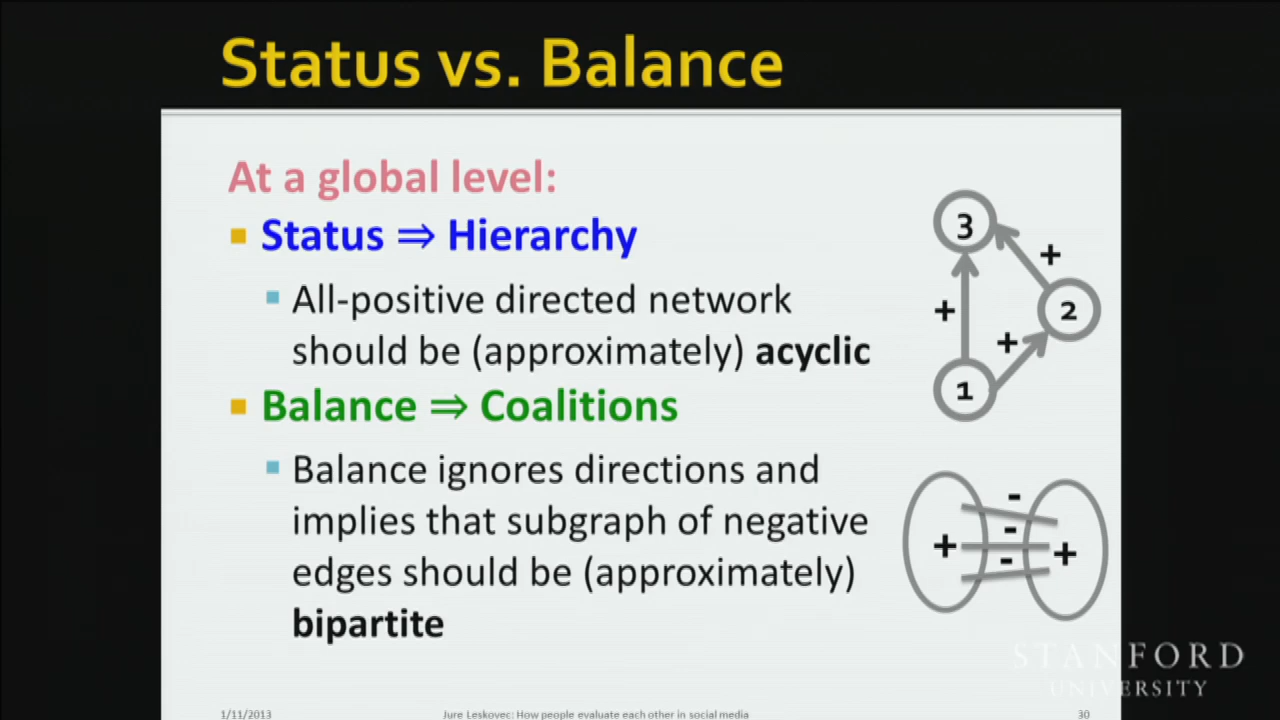 Status vs. Balance
At a global level:
Status ⇒ Hierarchy
All-positive directed network
should be (approximately) acyclic
Balance ⇒ Coalitions
Balance ignores directions and
implies that subgraph of negative
edges should be (approximately)
bipartite
3
+
+
2
+
1
-
-
+
-
+
STANFORD
UNIVERSITY
1/11/2013
Jure Leskovec: How people evaluate each other in social media
30